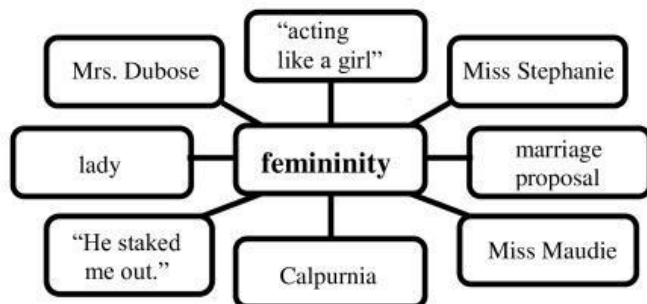 “acting
like a girl”
Mrs. Dubose
Miss Stephanie
lady
femininity
marriage
proposal
“He staked
me out.”
Calpurnia
Miss Maudie